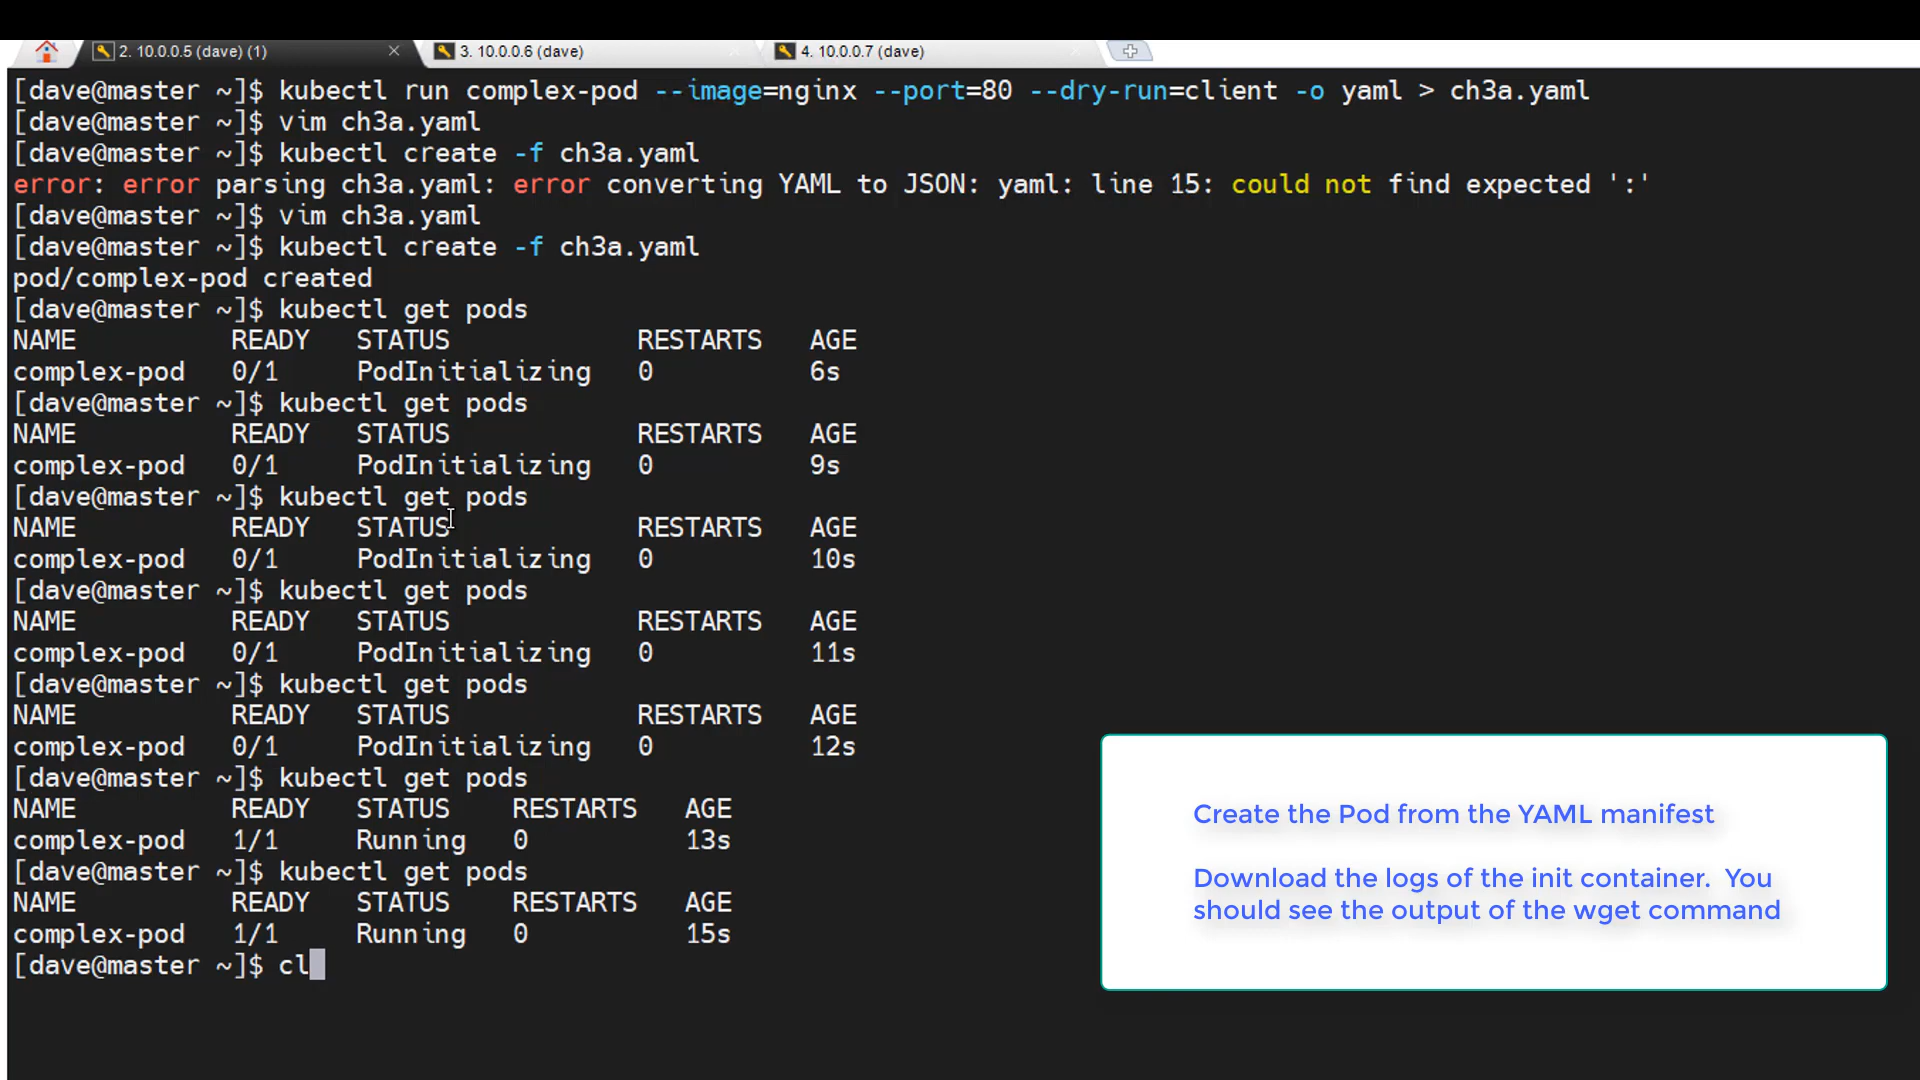 2. 10.0.0.5 (dave) (1)
3. 10.0.0.6 (dave)
4. 10.0.0.7 (dave)
[dave@master ~]$ kubectl run complex-pod --image=nginx --port=80 --dry-run=client -o yaml > ch3a.yaml
[dave@master ~]$ vim ch3a.yaml
[dave@master ~]$ kubectl create -f ch3a.yaml
error: error parsing ch3a.yaml: error converting YAML to JSON: yaml: line 15: could not find expected ':'
[dave@master ~]$ vim ch3a.yaml
[dave@master ~]$ kubectl create -f ch3a.yaml
pod/complex-pod created
[dave@master ~]$ kubectl get pods
NAME READY STATUS RESTARTS AGE
complex-pod 0/1 PodInitializing 0 6s
[dave@master ~]$ kubectl get pods
NAME READY STATUS RESTARTS AGE
complex-pod 0/1 PodInitializing 0 9s
[dave@master ~]$ kubectl get pods
NAME READY STATUS RESTARTS AGE
complex-pod 0/1 PodInitializing 0 10s
[dave@master ~]$ kubectl get pods
NAME READY STATUS RESTARTS AGE
complex-pod 0/1 PodInitializing 0 11s
[dave@master ~]$ kubectl get pods
NAME READY STATUS RESTARTS AGE
complex-pod 0/1 PodInitializing 0 12s
[dave@master ~]$ kubectl get pods
NAME READY STATUS RESTARTS AGE
complex-pod 1/1 Running 0 13s
[dave@master ~]$ kubectl get pods
NAME READY STATUS RESTARTS AGE
complex-pod 1/1 Running 0 15s
[dave@master ~]$ cl
Create the Pod from the YAML manifest
Download the logs of the init container. You
should see the output of the wget command